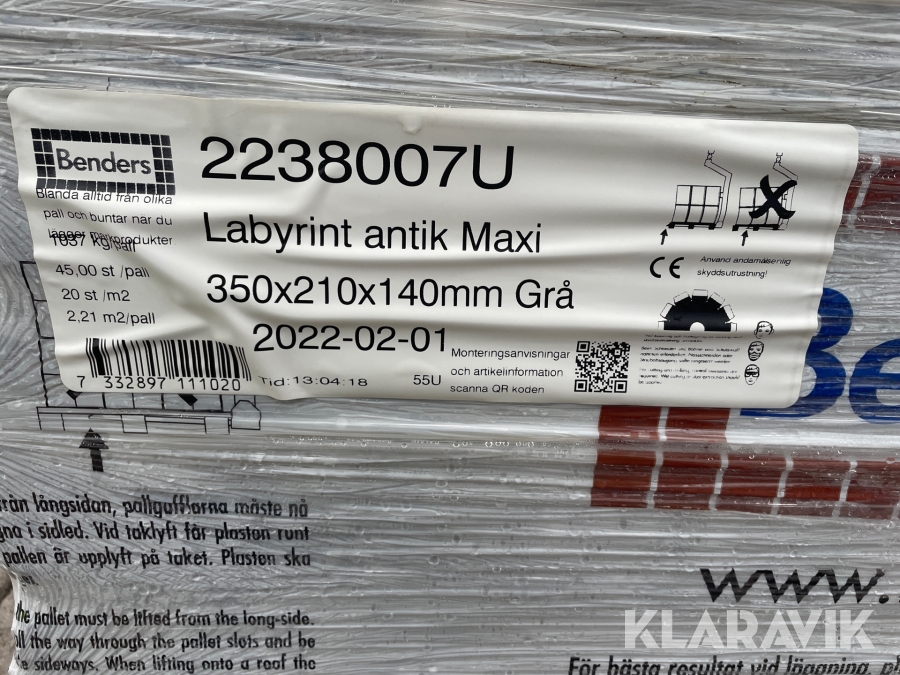 Benders
2238007U
Blanda alltid från olika
pall och buntar när du
lägger markprodukter
1037 kg/pall
45,00 st /pall
20 st /m2
2,21 m2/pall
Labyrint antik Maxi
350x210x140mm Grå
2022-02-01
7 332897 111020
Tid:13:04:18
55U
Monteringsanvisningar
och artikelinformation
scanna QR koden
CE
Använd ändamålsenlig
skyddsutrustning!
Be
från långsidan, pallgafflarna måste nå
gna i sidled. Vid taklyft får plasten runt
pallen är upplyft på taket. Plasten ska
the pallet must be lifted from the long-side.
all the way through the pallet slots and be
sideways. When lifting onto a roof the
www.
KLARAVIK
För bästa resultat vid läggning,